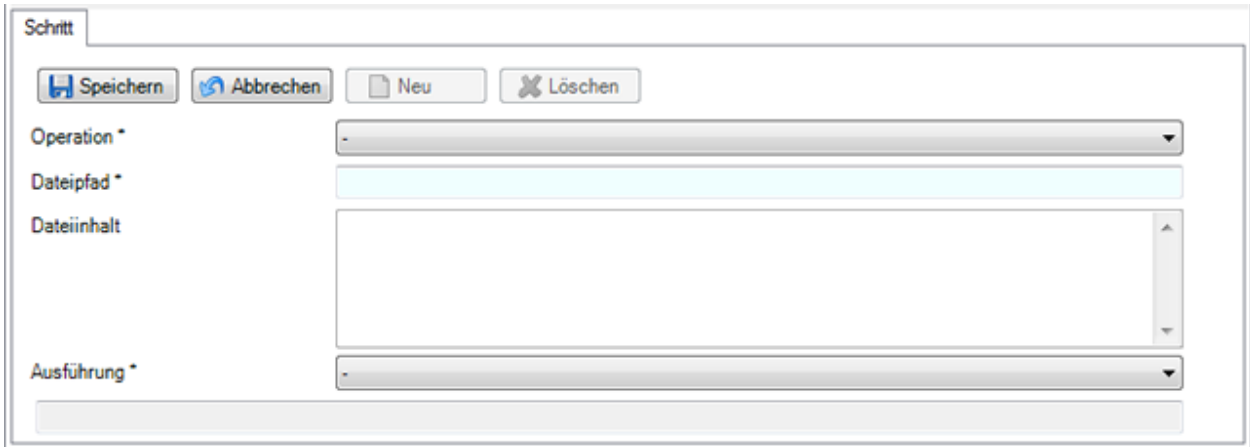 Schritt
Speichern Abbrechen Neu Löschen
Operation * -
Dateipfad *
Dateiinhalt
Ausführung * -